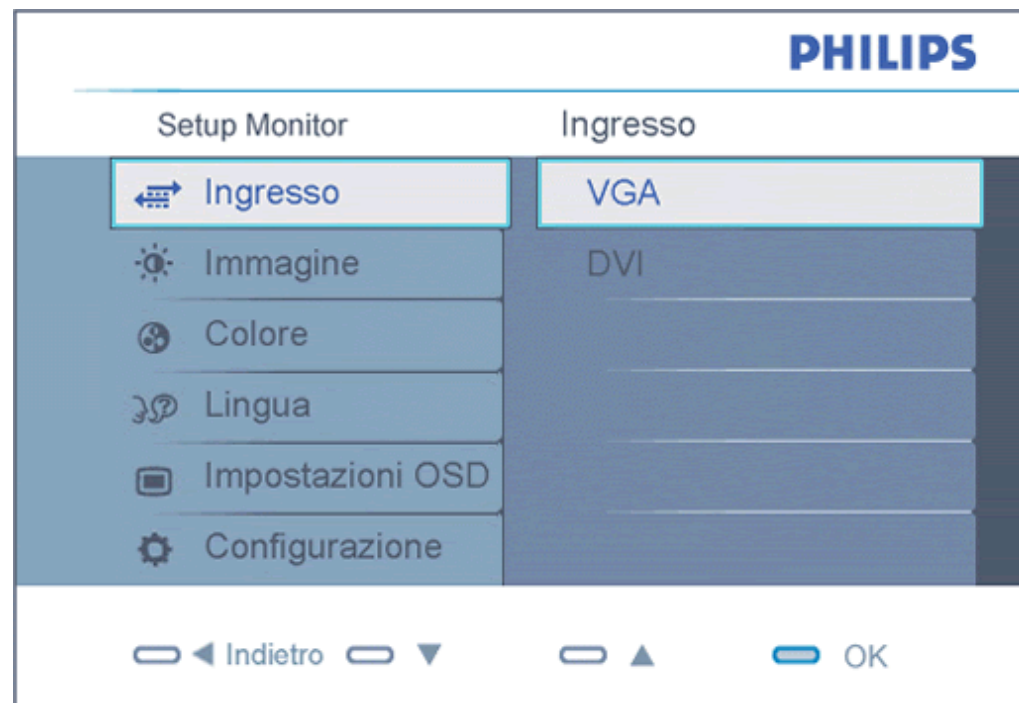 PHILIPS
Setup Monitor
Ingresso
Ingresso
VGA
Immagine
DVI
Colore
Lingua
Impostazioni OSD
Configurazione
Indietro
OK